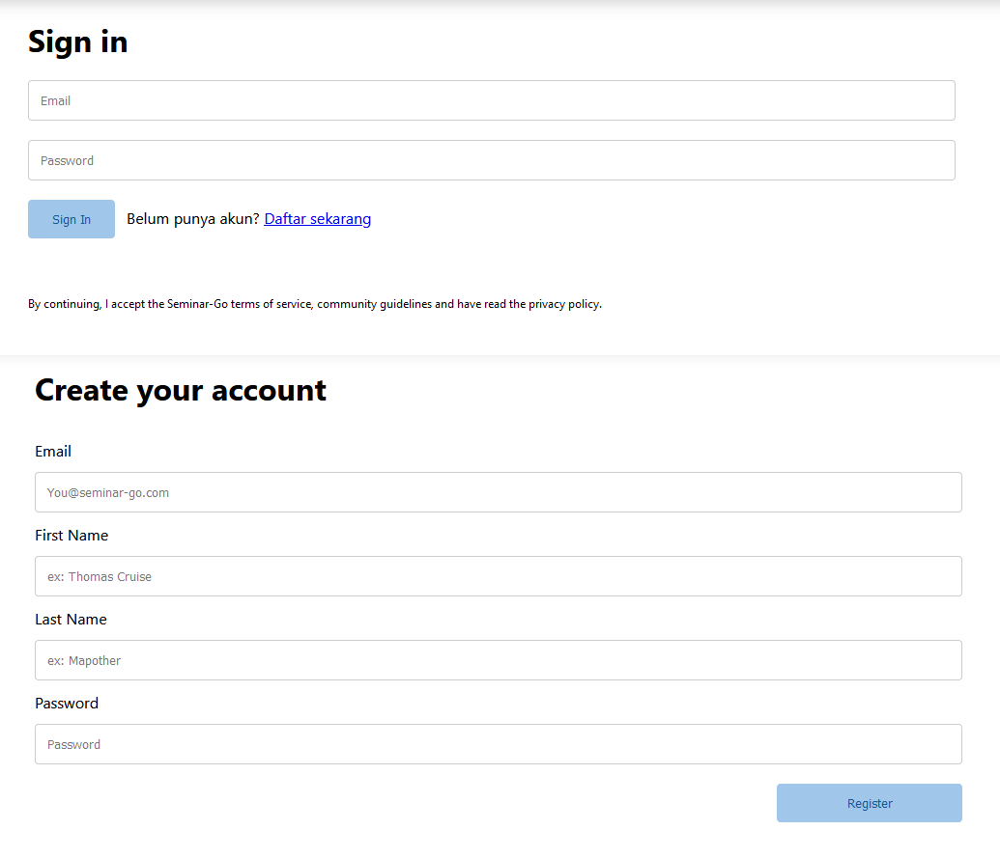 Sign in
Email
Password
Sign In Belum punya akun? Daftar sekarang
By continuing, I accept the Seminar-Go terms of service, community guidelines and have read the privacy policy.
Create your account
Email
You@seminar-go.com
First Name
ex: Thomas Cruise
Last Name
ex: Mapother
Password
Password
Register